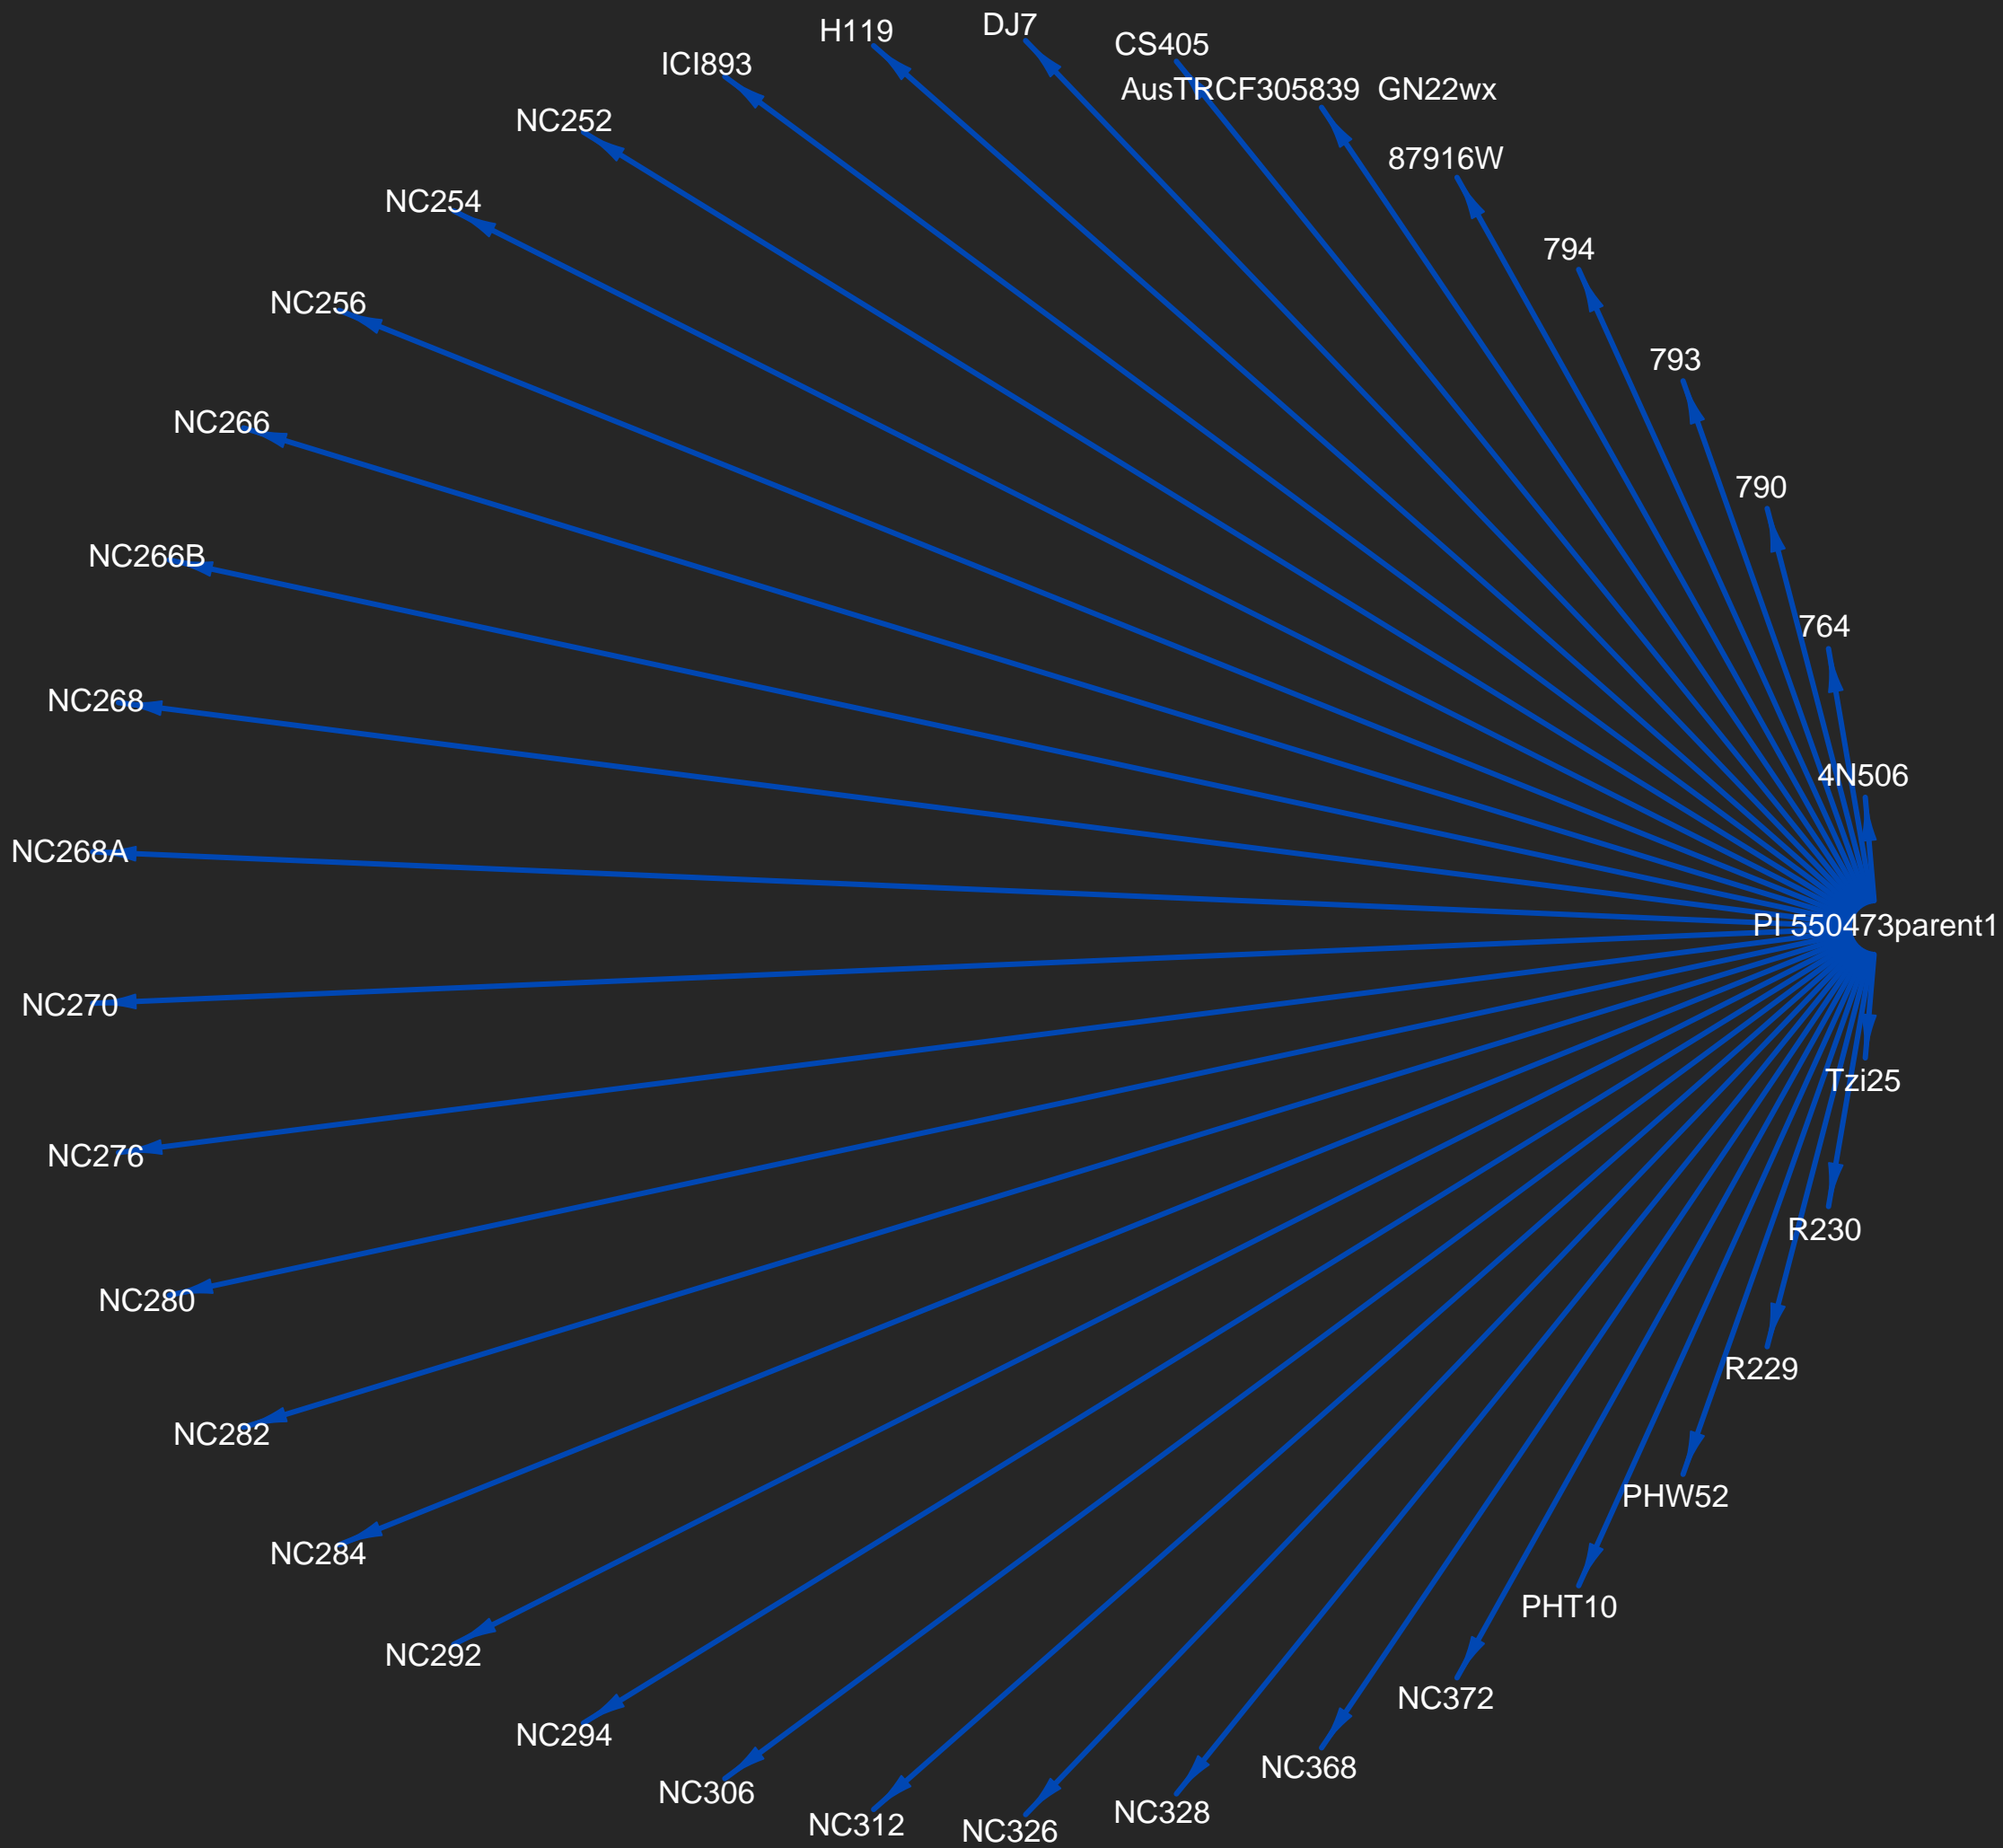 DJ7
H119
CS405
ICI893
AusTRCF305839  GN22wx
NC252
87916W
NC254
794
NC256
793
NC266
790
NC266B
764
NC268
4N506
NC268A
PI 550473parent1
NC270
Tzi25
NC276
R230
NC280
R229
NC282
PHW52
NC284
PHT10
NC292
NC372
NC294
NC368
NC306
NC328
NC312
NC326